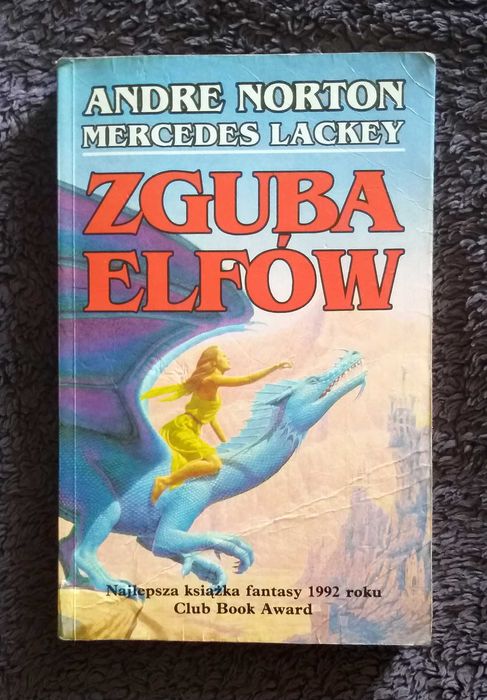 ANDRE NORTON
MERCEDES LACKEY
ZGUBA
ELFÓW
Najlepsza książka fantasy 1992 roku
Club Book Award